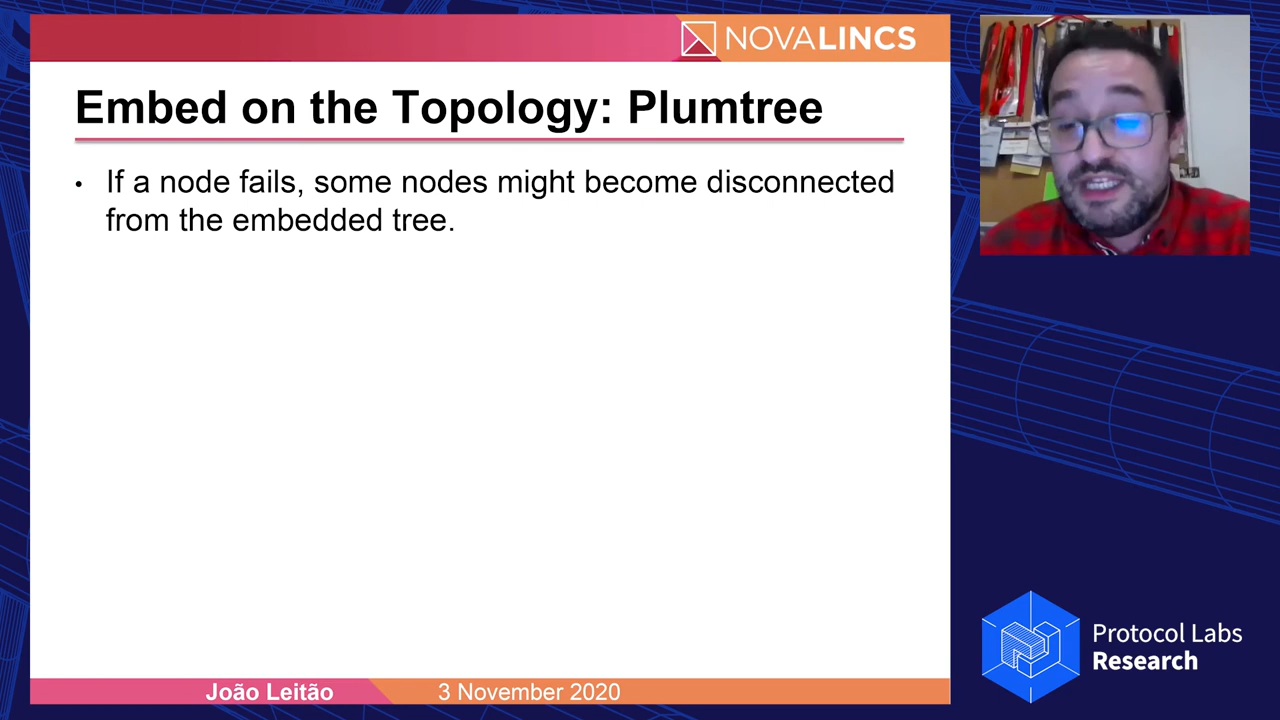 NOVALINCS
Embed on the Topology: Plumtree
• If a node fails, some nodes might become disconnected
from the embedded tree.
João Leitão
3 November 2020
Protocol Labs
Research